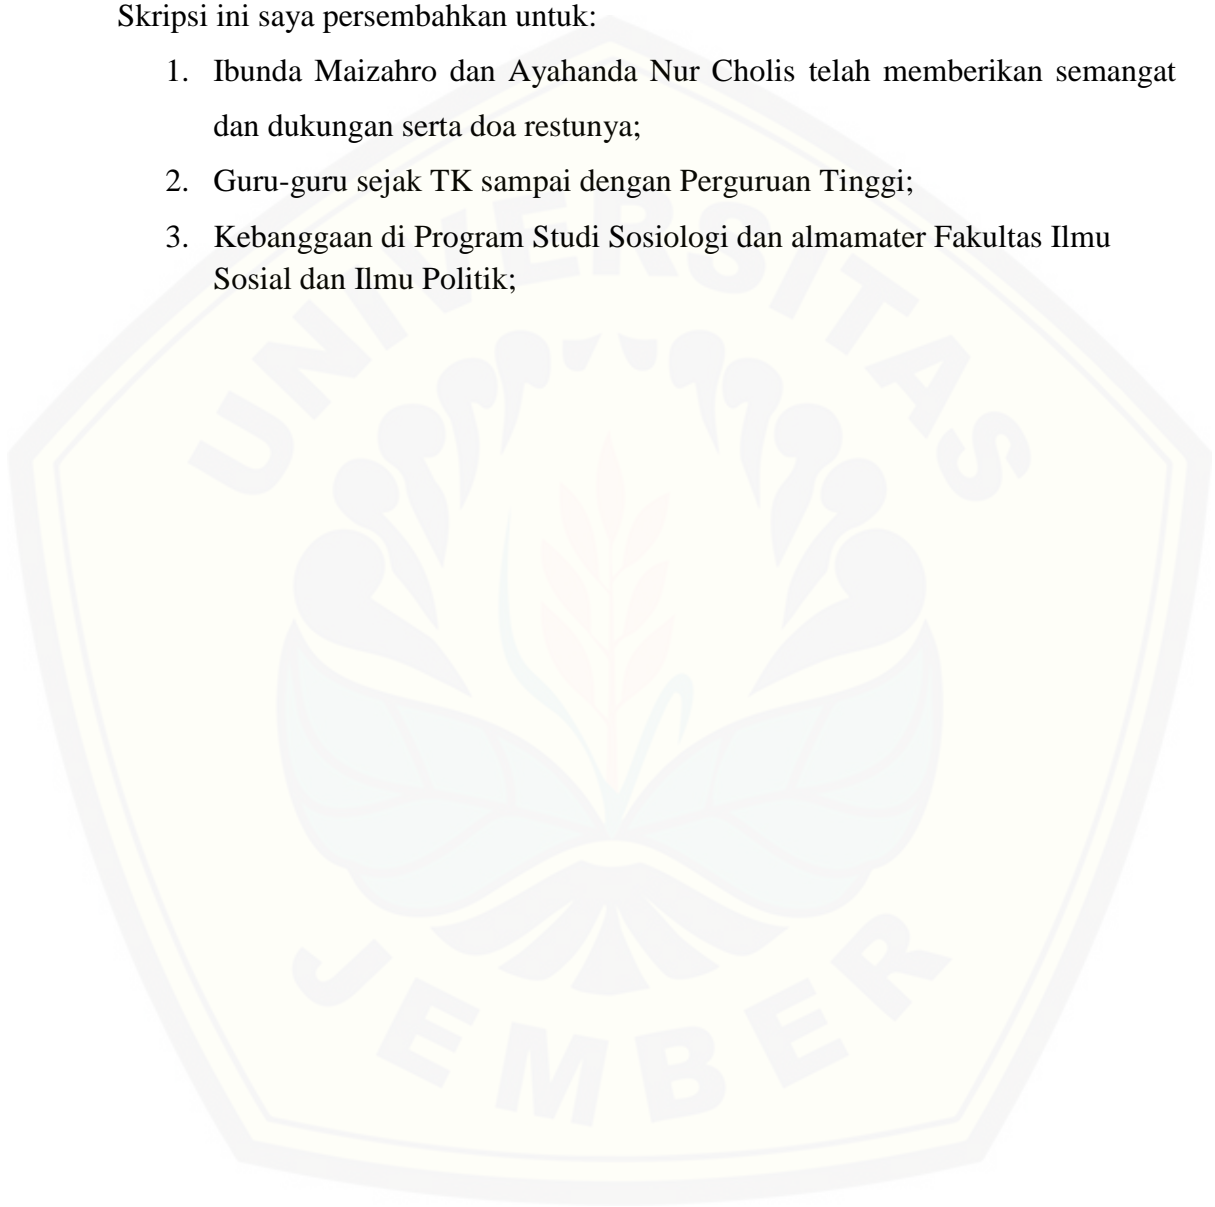 Skripsi ini saya persembahkan untuk:
1. Ibunda Maizahro dan Ayahanda Nur Cholis telah memberikan semangat
dan dukungan serta doa restunya;
2. Guru-guru sejak TK sampai dengan Perguruan Tinggi;
3. Kebanggaan di Program Studi Sosiologi dan almamater Fakultas Ilmu
Sosial dan Ilmu Politik;
UNIVERSITAS
JEMBER